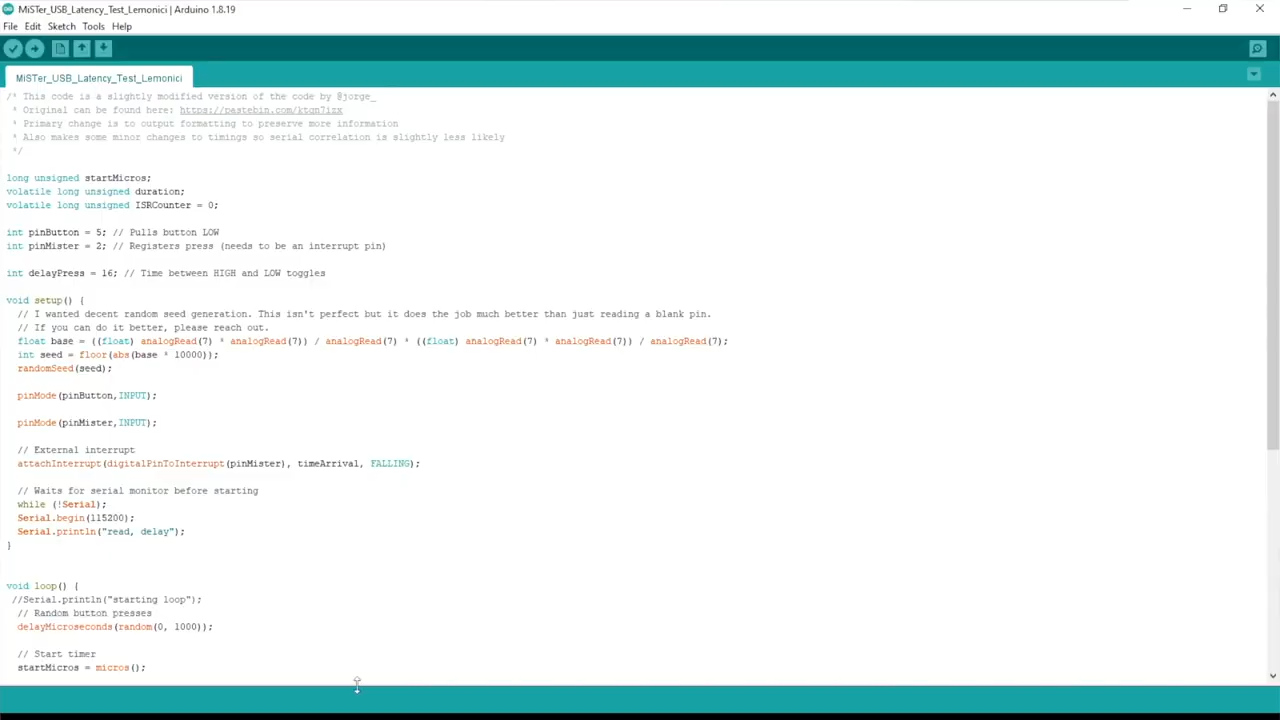 MiSTer_USB_Latency_Test_Lemonici | Arduino 1.8.19
File Edit Sketch Tools Help
MiSTer_USB_Latency_Test_Lemonici
/* This code is a slightly modified version of the code by @jorge_
* Original can be found here: https://pastebin.com/ktqn7izx
* Primary change is to output formatting to preserve more information
* Also makes some minor changes to timings so serial correlation is slightly less likely
*/
long unsigned startMicros;
volatile long unsigned duration;
volatile long unsigned ISRCounter = 0;
int pinButton = 5; // Pulls button LOW
int pinMister = 2; // Registers press (needs to be an interrupt pin)
int delayPress = 16; // Time between HIGH and LOW toggles
void setup() {
// I wanted decent random seed generation. This isn't perfect but it does the job much better than just reading a blank pin.
// If you can do it better, please reach out.
float base = ((float) analogRead(7) * analogRead(7)) / analogRead(7) * ((float) analogRead(7) * analogRead(7)) / analogRead(7);
int seed = floor(abs(base * 10000));
randomSeed(seed);
pinMode(pinButton,INPUT);
pinMode(pinMister,INPUT);
// External interrupt
attachInterrupt(digitalPinToInterrupt(pinMister), timeArrival, FALLING);
// Waits for serial monitor before starting
while (!Serial);
Serial.begin(115200);
Serial.println("read, delay");
}
void loop() {
//Serial.println("starting loop");
// Random button presses
delayMicroseconds(random(0, 1000));
// Start timer
startMicros = micros();